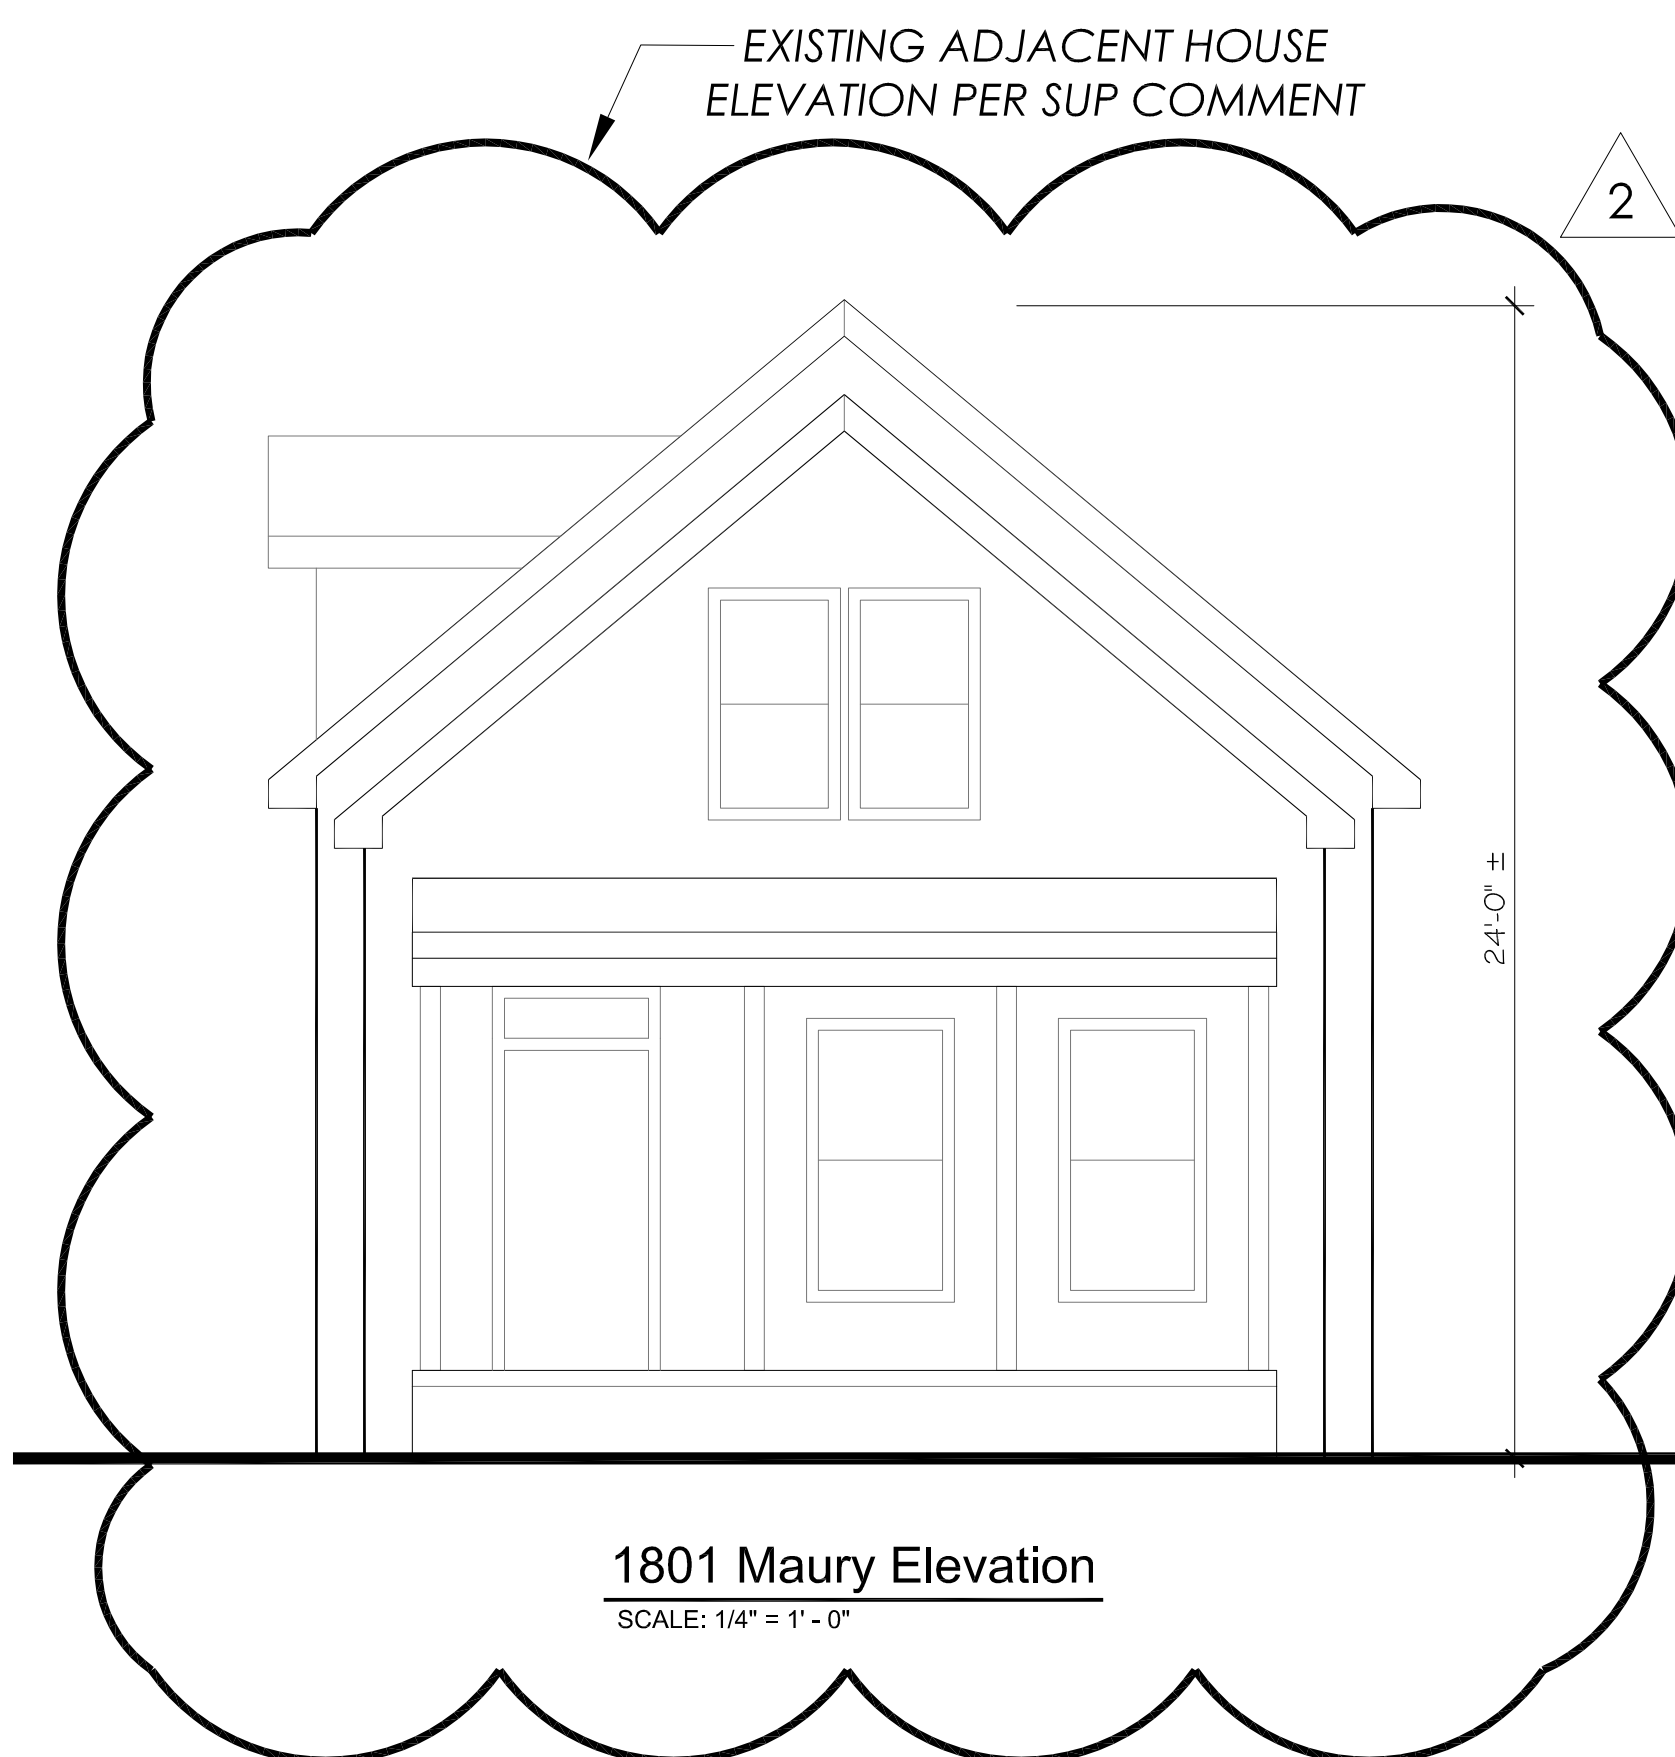 EXISTING ADJACENT HOUSE
ELEVATION PER SUP COMMENT
2
24'-0" ±
1801 Maury Elevation
SCALE: 1/4" = 1' - 0"